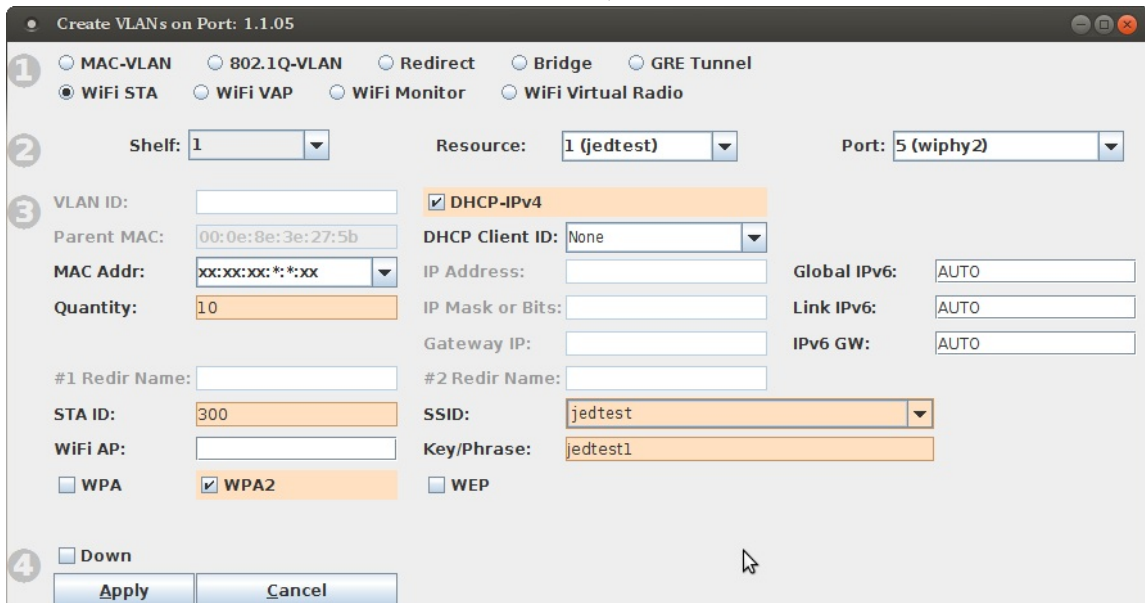 Create VLANs on Port: 1.1.05
1 MAC-VLAN 802.1Q-VLAN Redirect Bridge GRE Tunnel
WiFi STA WiFi VAP WiFi Monitor WiFi Virtual Radio
2 Shelf: 1 Resource: 1 (jedtest) Port: 5 (wiphy2)
3 VLAN ID: DHCP-IPv4
Parent MAC: 00:0e:8e:3e:27:5b DHCP Client ID: None
MAC Addr: xx:xx:xx:*:*:xx IP Address: Global IPv6: AUTO
Quantity: 10 IP Mask or Bits: Link IPv6: AUTO
Gateway IP: IPv6 GW: AUTO
#1 Redir Name: #2 Redir Name:
STA ID: 300 SSID: jedtest
WiFi AP: Key/Phrase: jedtest1
WPA WPA2 WEP
4 Down
Apply Cancel